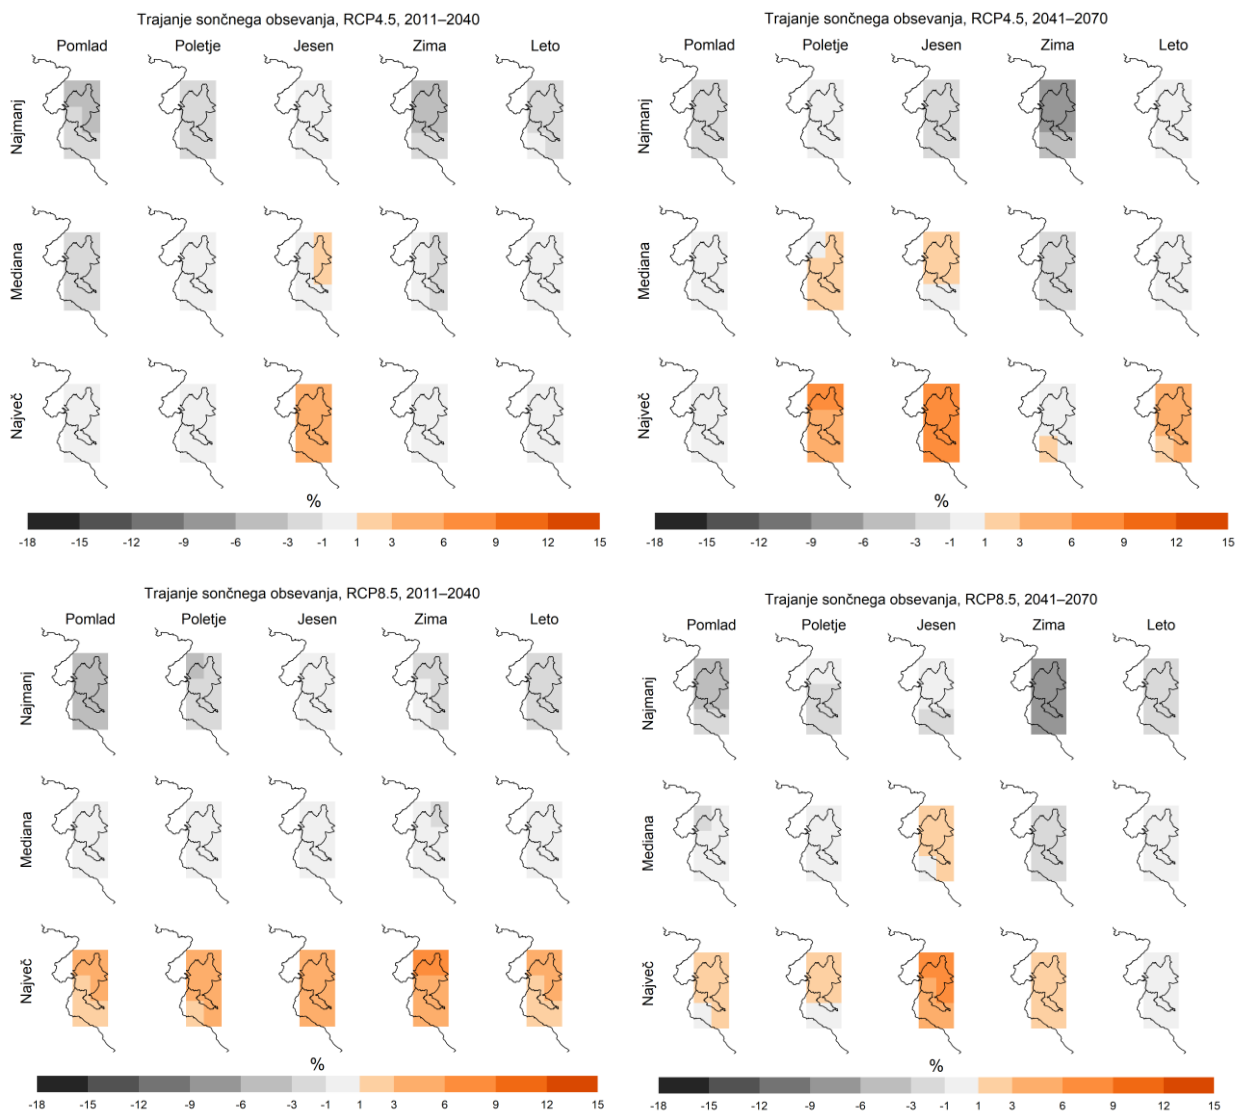 Trajanje sončnega obsevanja, RCP4.5, 2011–2040
Pomlad Poletje Jesen Zima Leto
Najmanj
Mediana
Največ
%
-18 -15 -12 -9 -6 -3 -1 1 3 6 9 12 15
Trajanje sončnega obsevanja, RCP4.5, 2041–2070
Pomlad Poletje Jesen Zima Leto
Najmanj
Mediana
Največ
%
-18 -15 -12 -9 -6 -3 -1 1 3 6 9 12 15
Trajanje sončnega obsevanja, RCP8.5, 2011–2040
Pomlad Poletje Jesen Zima Leto
Najmanj
Mediana
Največ
%
-18 -15 -12 -9 -6 -3 -1 1 3 6 9 12 15
Trajanje sončnega obsevanja, RCP8.5, 2041–2070
Pomlad Poletje Jesen Zima Leto
Najmanj
Mediana
Največ
%
-18 -15 -12 -9 -6 -3 -1 1 3 6 9 12 15